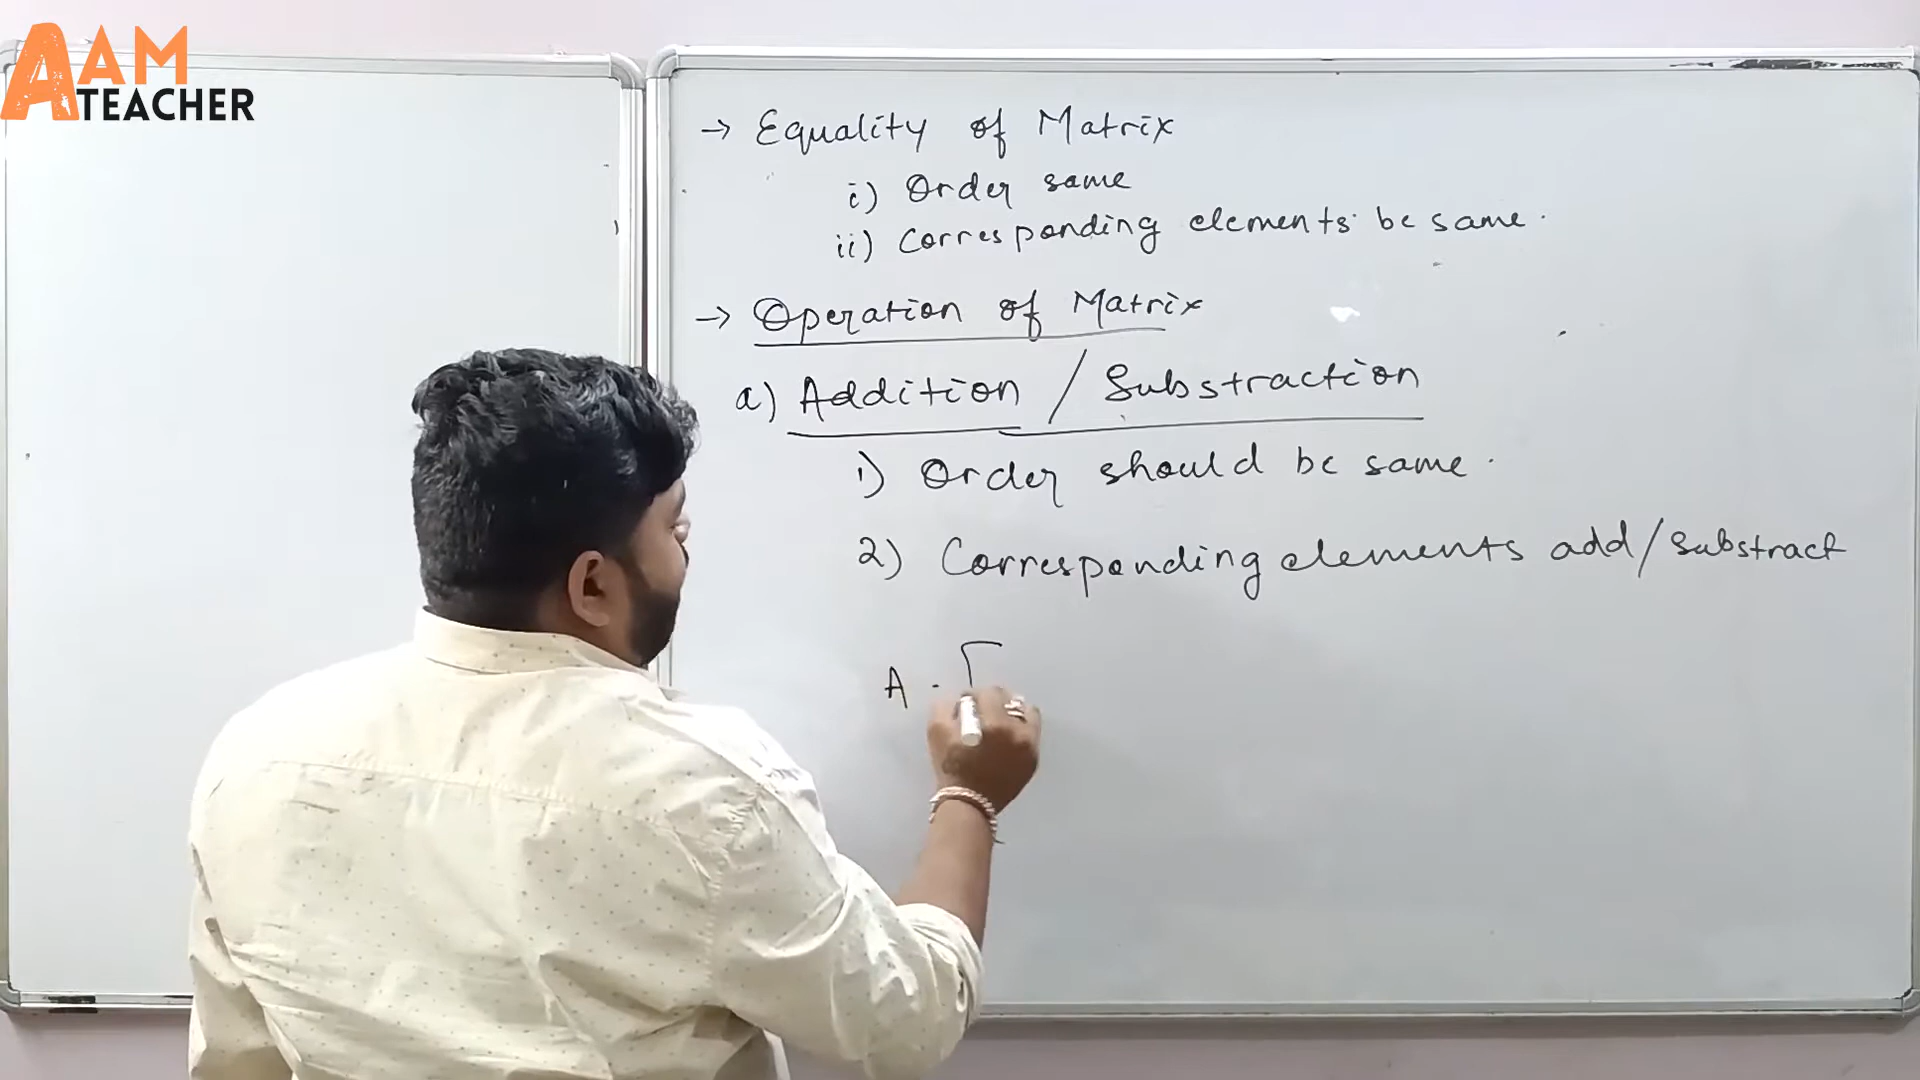 AAM
TEACHER
→ Equality of Matrix
i) Order same
ii) Corresponding elements be same.
→ Operation of Matrix
a) Addition / Substraction
1) Order should be same.
2) Corresponding elements add/substract
A = [